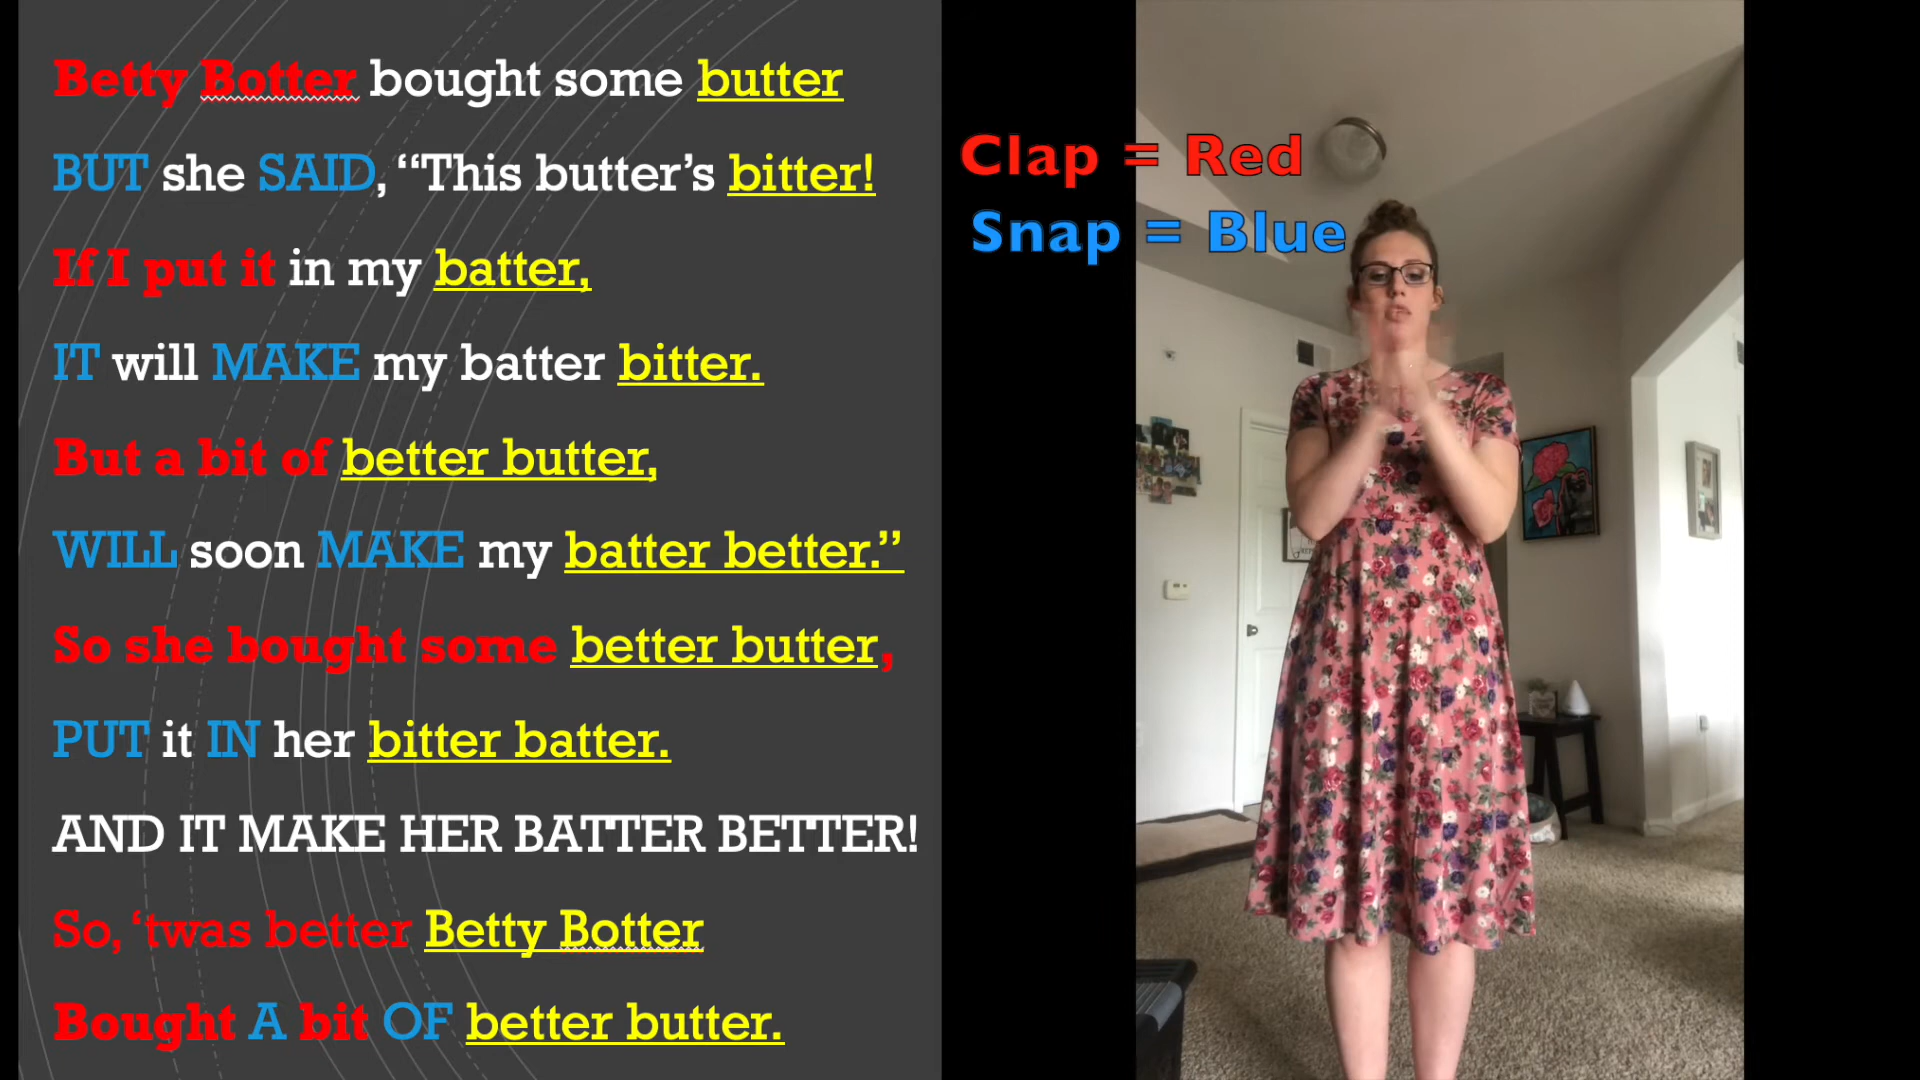 Betty Botter bought some butter
BUT she SAID, “This butter’s bitter!
If I put it in my batter,
IT will MAKE my batter bitter.
But a bit of better butter,
WILL soon MAKE my batter better.”
So she bought some better butter,
PUT it IN her bitter batter.
AND IT MAKE HER BATTER BETTER!
So, ‘twas better Betty Botter
Bought A bit OF better butter.
Clap = Red
Snap = Blue